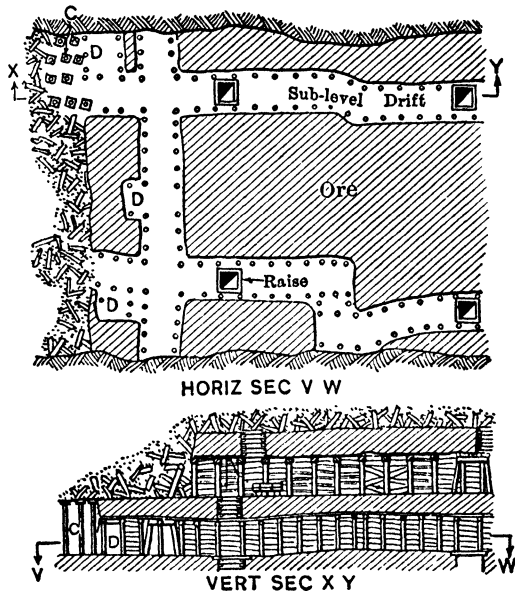 C
D
X
Y
Sub-level Drift
D
Ore
Raise
D
HORIZ SEC V W
C
D
V
W
VERT SEC X Y